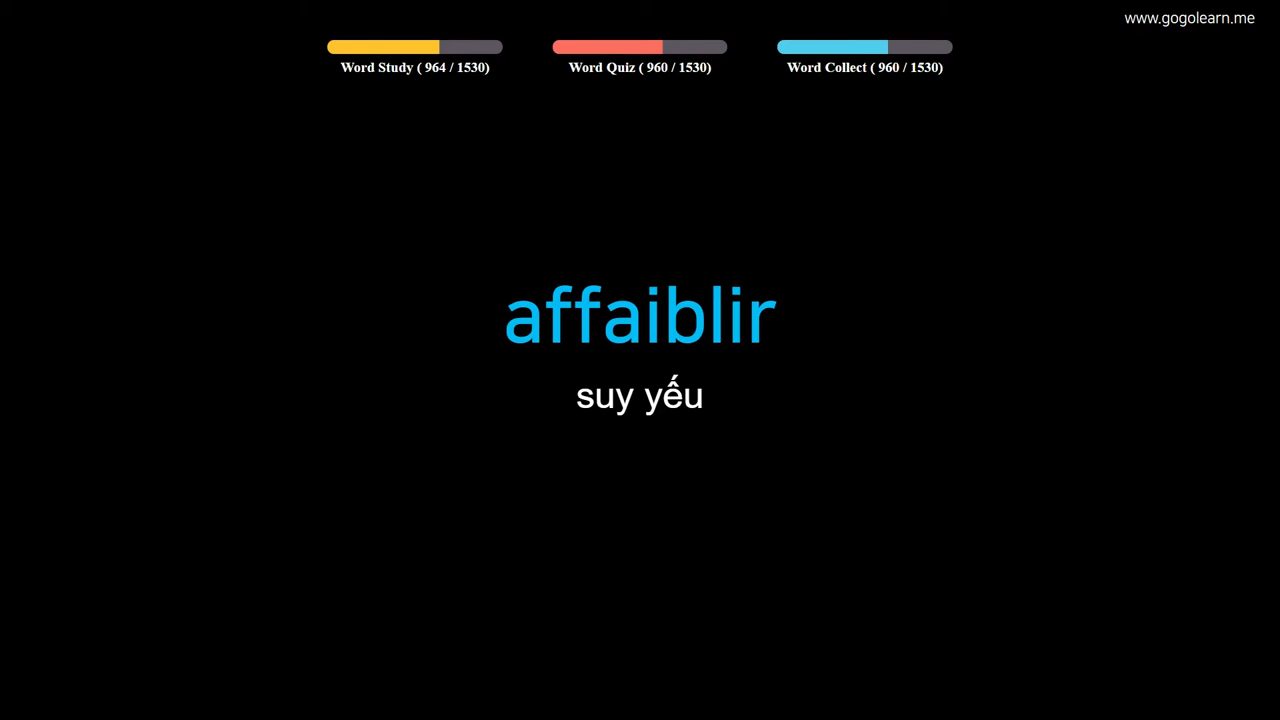 www.gogolearn.me
Word Study ( 964 / 1530)
Word Quiz ( 960 / 1530)
Word Collect ( 960 / 1530)
affaiblir
suy yếu